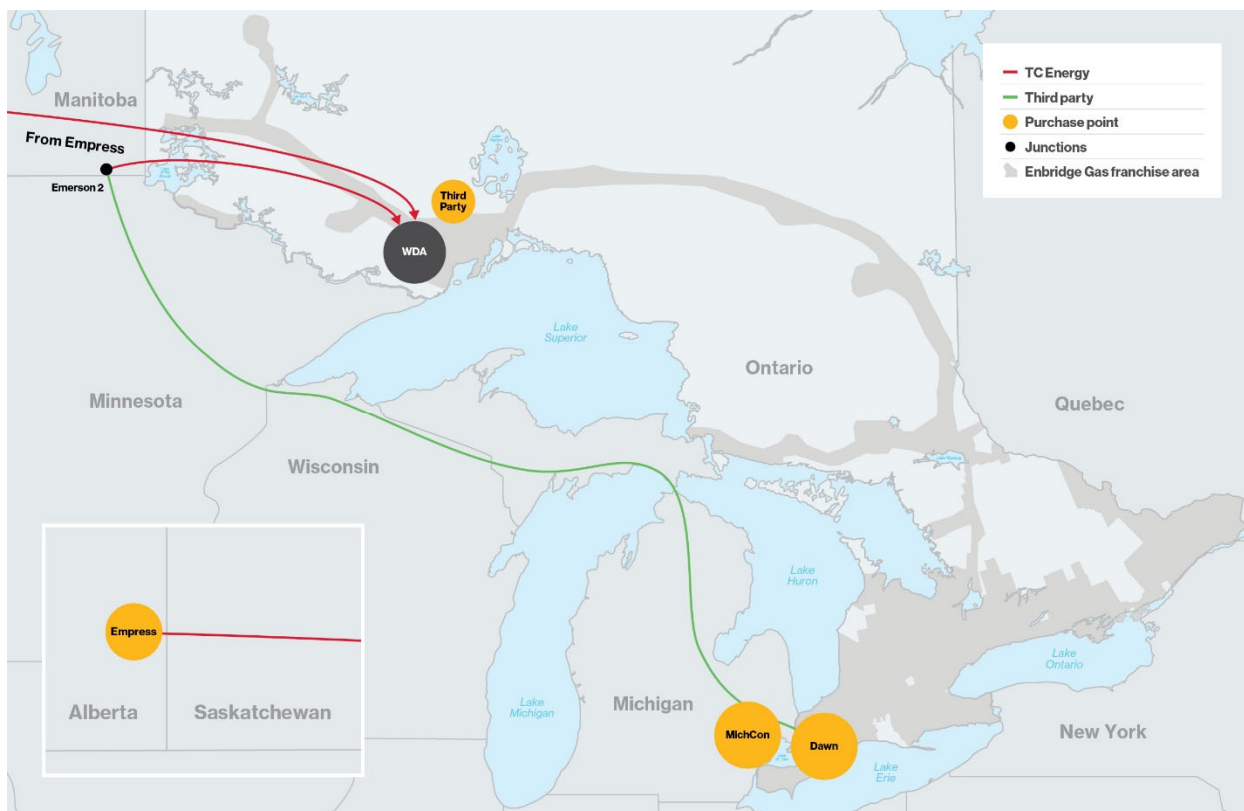 Manitoba
From Empress
Emerson 2
Third
Party
WDA
TC Energy
Third party
Purchase point
Junctions
Enbridge Gas franchise area
Lake
Superior
Ontario
Quebec
Minnesota
Wisconsin
Lake
Huron
Lake
Michigan
Michigan
Lake
Ontario
New York
MichCon
Dawn
Lake
Erie
Empress
Alberta
Saskatchewan